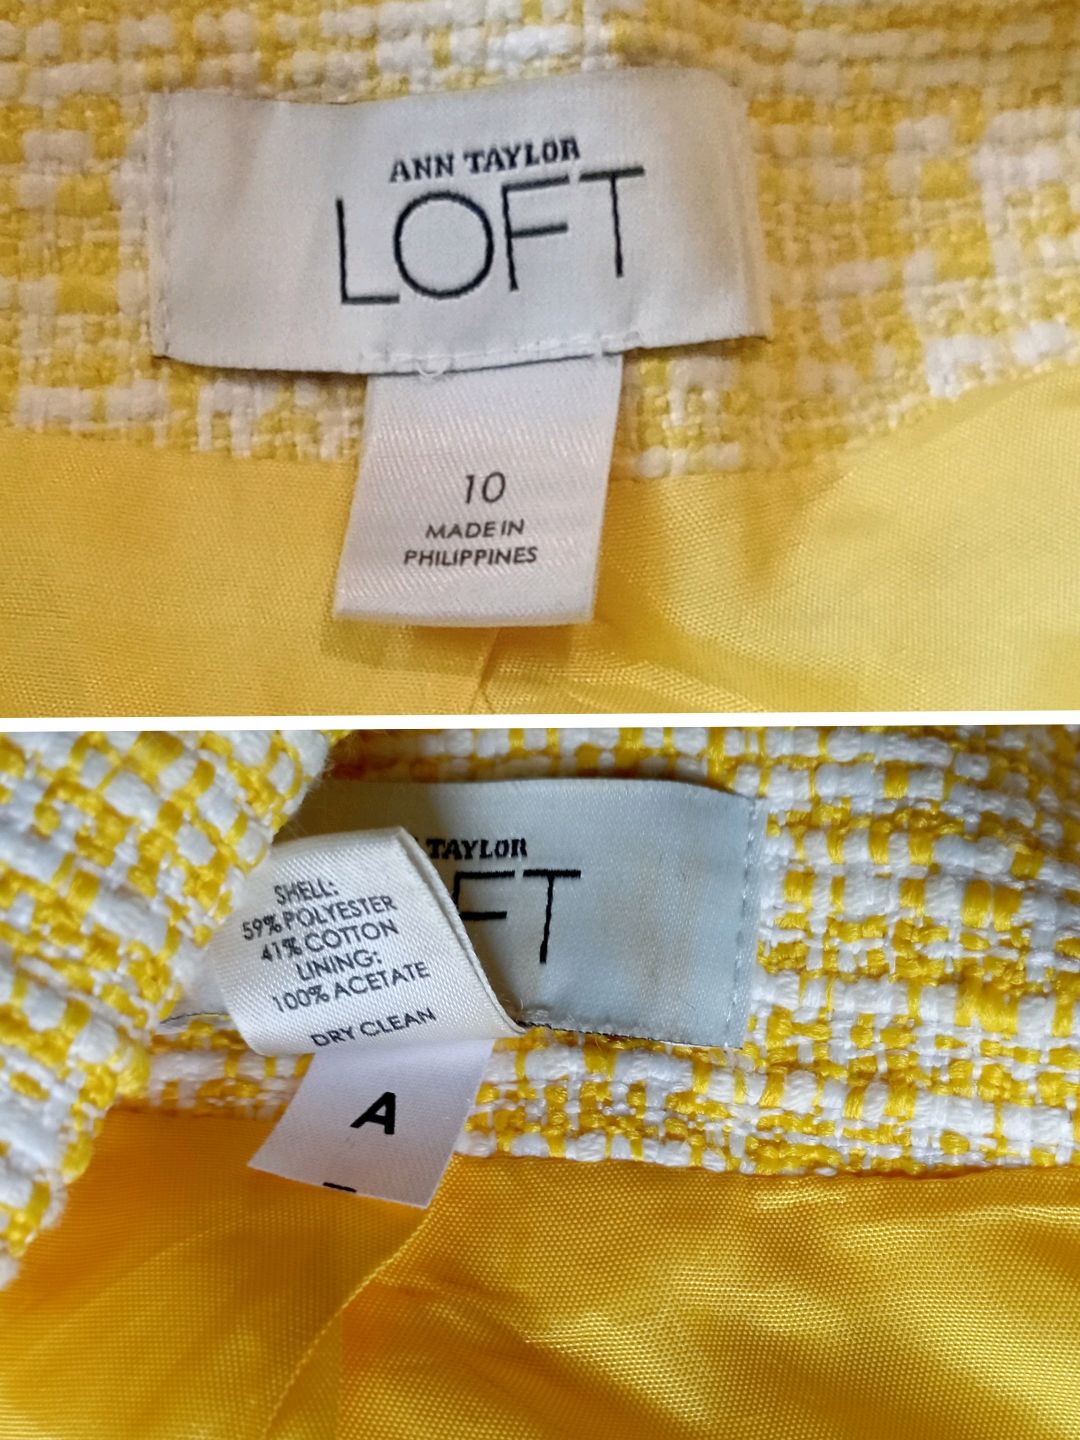 ANN TAYLOR
LOFT
10
MADE IN
PHILIPPINES
TAYLOR
FT
SHELL:
59% POLYESTER
41% COTTON
LINING:
100% ACETATE
DRY CLEAN
A